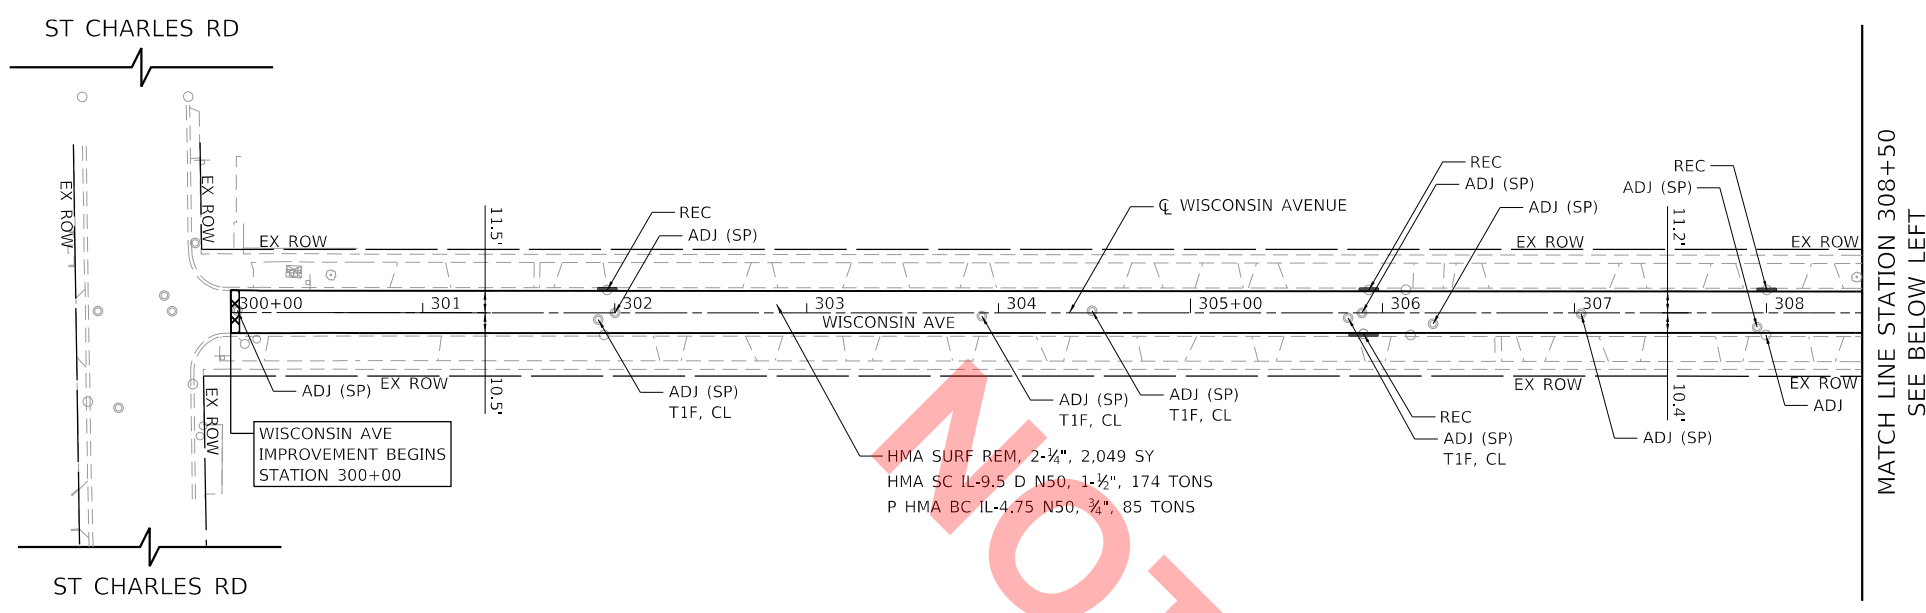 ST CHARLES RD
EX ROW
EX ROW
EX ROW
11.5'
REC
ADJ (SP)
℄ WISCONSIN AVENUE
REC
ADJ (SP)
ADJ (SP)
EX ROW
REC
ADJ (SP)
11.2'
EX ROW
300+00
301
302
303
304
305+00
306
307
308
WISCONSIN AVE
ADJ (SP)
EX ROW
EX ROW
10.5'
ADJ (SP)
T1F, CL
ADJ (SP)
T1F, CL
ADJ (SP)
T1F, CL
REC
ADJ (SP)
T1F, CL
EX ROW
ADJ (SP)
10.4'
EX ROW
ADJ
WISCONSIN AVE
IMPROVEMENT BEGINS
STATION 300+00
HMA SURF REM, 2-¼", 2,049 SY
HMA SC IL-9.5 D N50, 1-½", 174 TONS
P HMA BC IL-4.75 N50, ¾", 85 TONS
MATCH LINE STATION 308+50
SEE BELOW LEFT
ST CHARLES RD
NOT